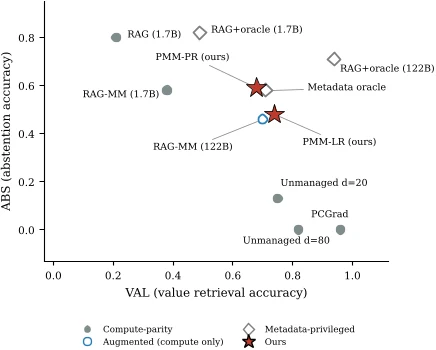 RAG (1.7B)
RAG+oracle (1.7B)
PMM-PR (ours)
RAG+oracle (122B)
RAG-MM (1.7B)
Metadata oracle
RAG-MM (122B)
PMM-LR (ours)
Unmanaged d=20
PCGrad
Unmanaged d=80
ABS (abstention accuracy)
0.8
0.6
0.4
0.2
0.0
0.0 0.2 0.4 0.6 0.8 1.0
VAL (value retrieval accuracy)
Compute-parity
Metadata-privileged
Augmented (compute only)
Ours